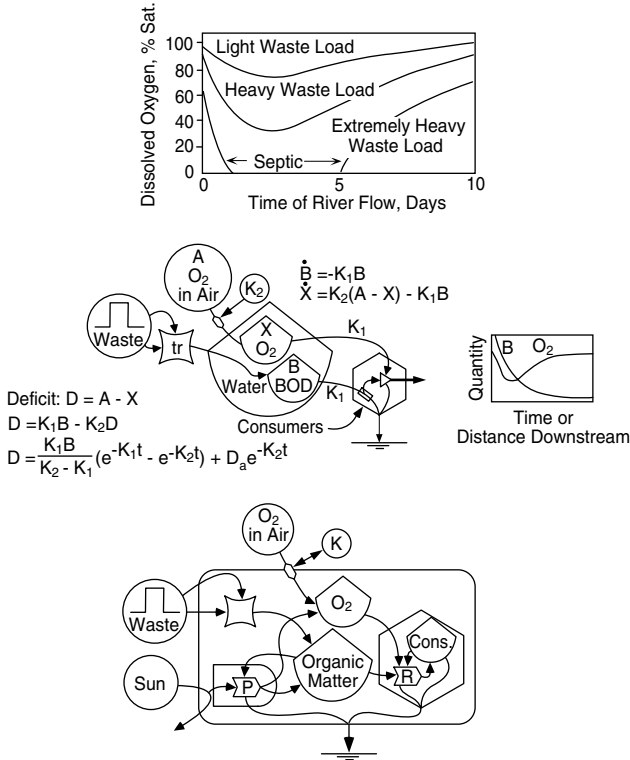 Dissolved Oxygen, % Sat.
100
80
60
40
20
0
Light Waste Load
Heavy Waste Load
Extremely Heavy
Waste Load
Septic
0
5
10
Time of River Flow, Days
A
O2
in Air
K2
Ḃ =-K1B
Ẋ =K2(A - X) - K1B
Waste
tr
X
O2
K1
B
BOD
Water
K1
Consumers
Quantity
B
O2
Time or
Distance Downstream
Deficit: D = A - X
D =K1B - K2D
D = K1B / K2 - K1 (e-K1t - e-K2t) + Dae-K2t
O2
in Air
K
Waste
O2
Cons.
Organic
Matter
R
Sun
P